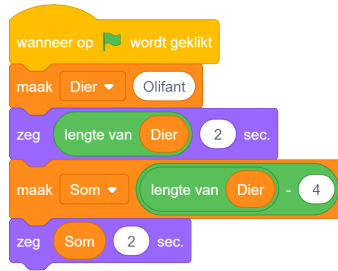 wanneer op wordt geklikt
maak Dier Olifant
zeg lengte van Dier 2 sec.
maak Som lengte van Dier - 4
zeg Som 2 sec.